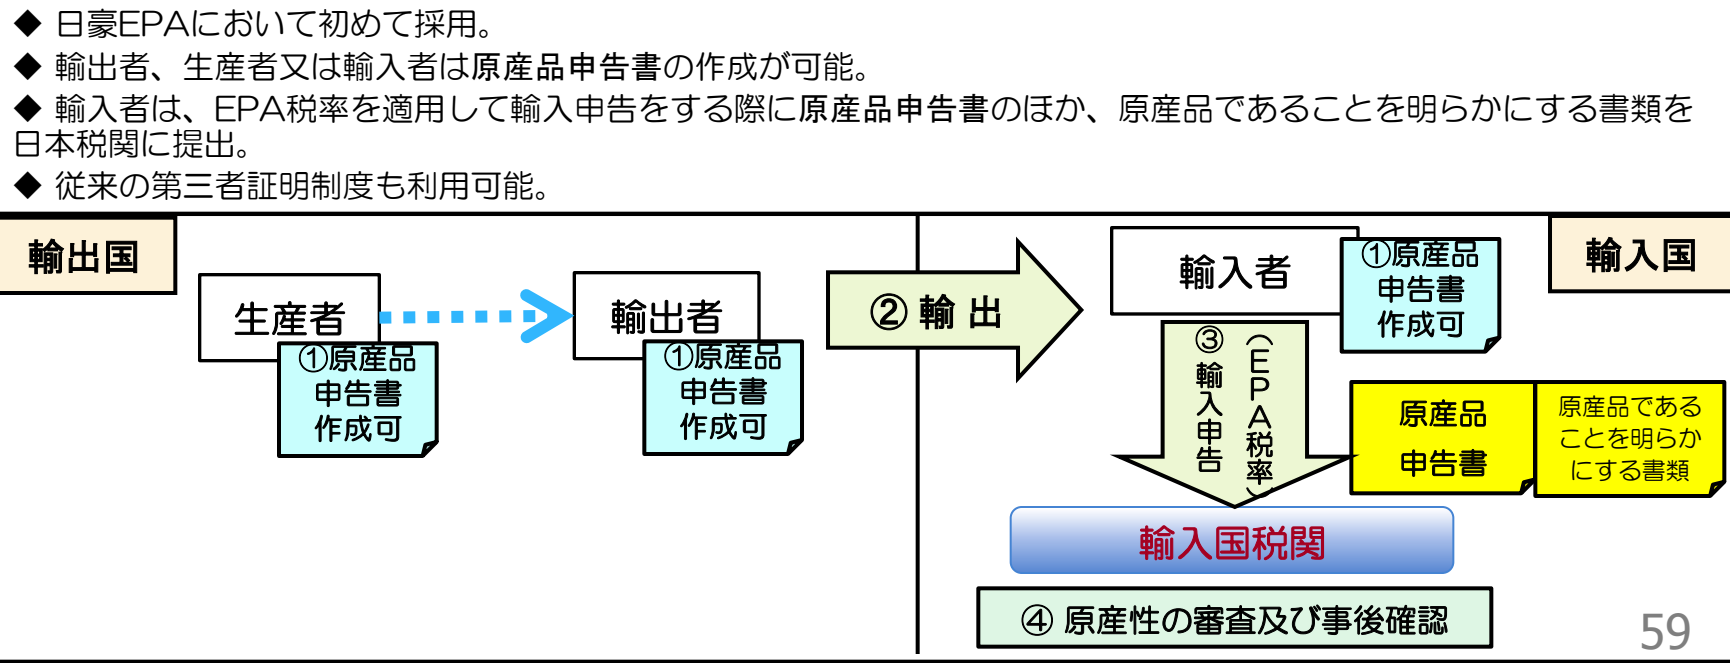 ◆ 日豪EPAにおいて初めて採用。
◆ 輸出者、生産者又は輸入者は原産品申告書の作成が可能。
◆ 輸入者は、EPA税率を適用して輸入申告をする際に原産品申告書のほか、原産品であることを明らかにする書類を
日本税関に提出。
◆ 従来の第三者証明制度も利用可能。
輸出国
生産者
①原産品
申告書
作成可
輸出者
①原産品
申告書
作成可
② 輸 出
輸入者
①原産品
申告書
作成可
輸入国
③輸入申告
（EPA税率）
原産品
申告書
原産品である
ことを明らか
にする書類
輸入国税関
④ 原産性の審査及び事後確認
59